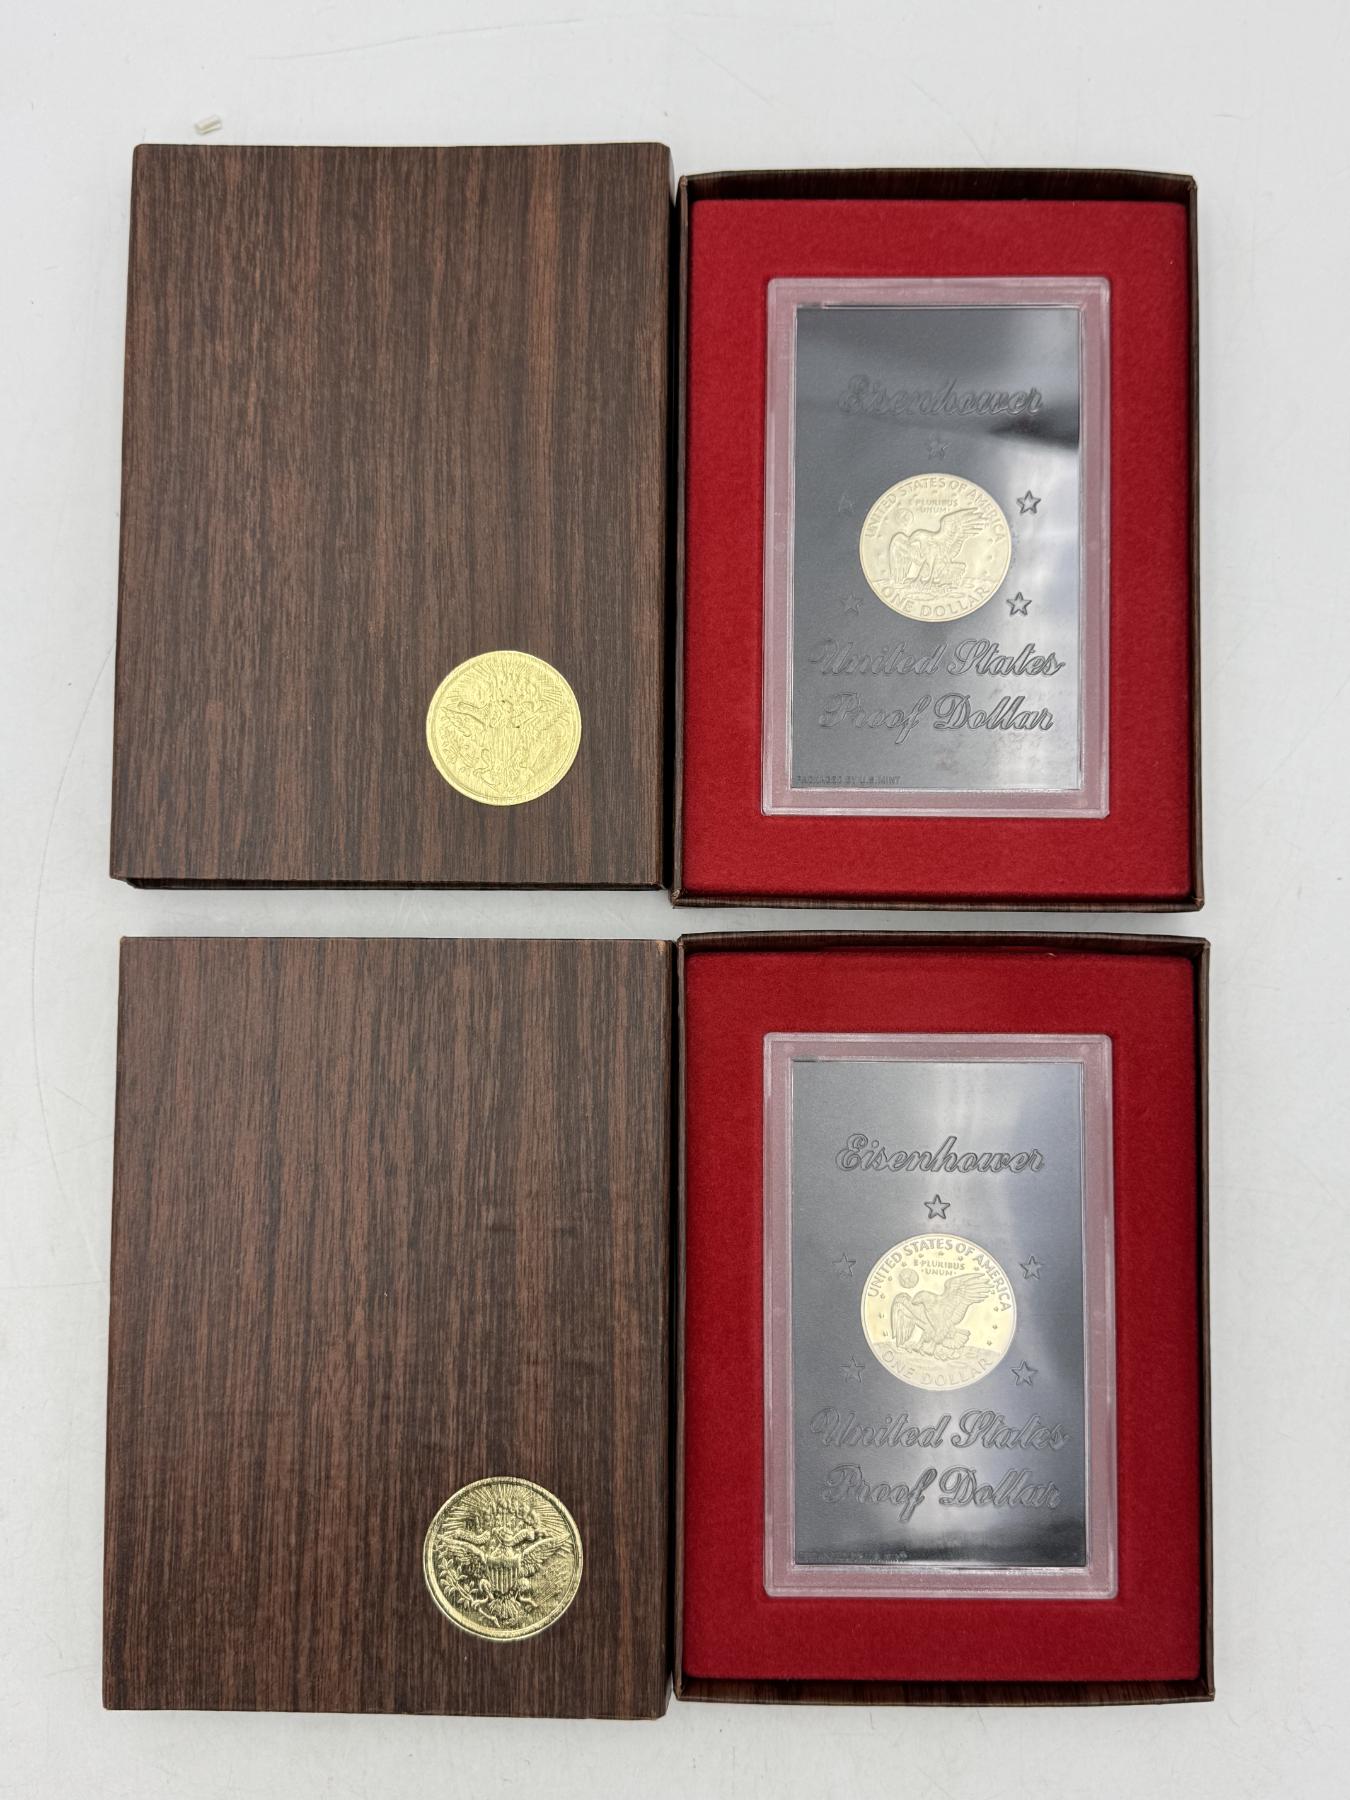 Eisenhower
UNITED STATES OF AMERICA
E PLURIBUS
UNUM
ONE DOLLAR
United States
Proof Dollar
PACKAGED BY U.S. MINT
Eisenhower
UNITED STATES OF AMERICA
E PLURIBUS
UNUM
ONE DOLLAR
United States
Proof Dollar